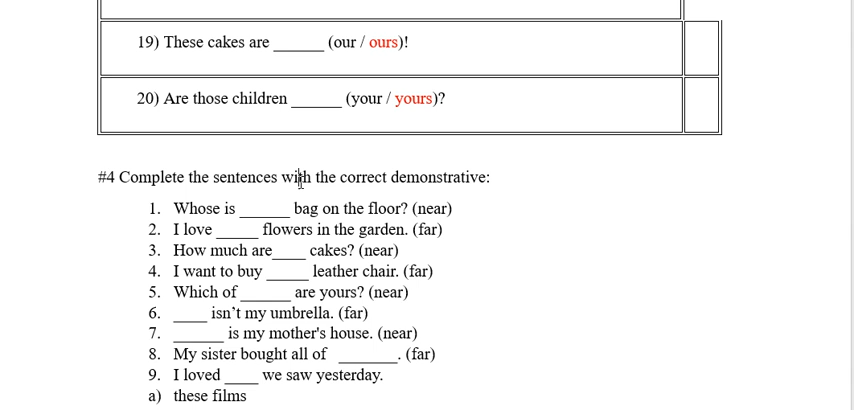 19) These cakes are ______ (our / ours)!
20) Are those children ______ (your / yours)?
#4 Complete the sentences with the correct demonstrative:
1. Whose is ______ bag on the floor? (near)
2. I love _____ flowers in the garden. (far)
3. How much are____ cakes? (near)
4. I want to buy _____ leather chair. (far)
5. Which of ______ are yours? (near)
6. ____ isn’t my umbrella. (far)
7. ______ is my mother's house. (near)
8. My sister bought all of _______. (far)
9. I loved ____ we saw yesterday.
a) these films